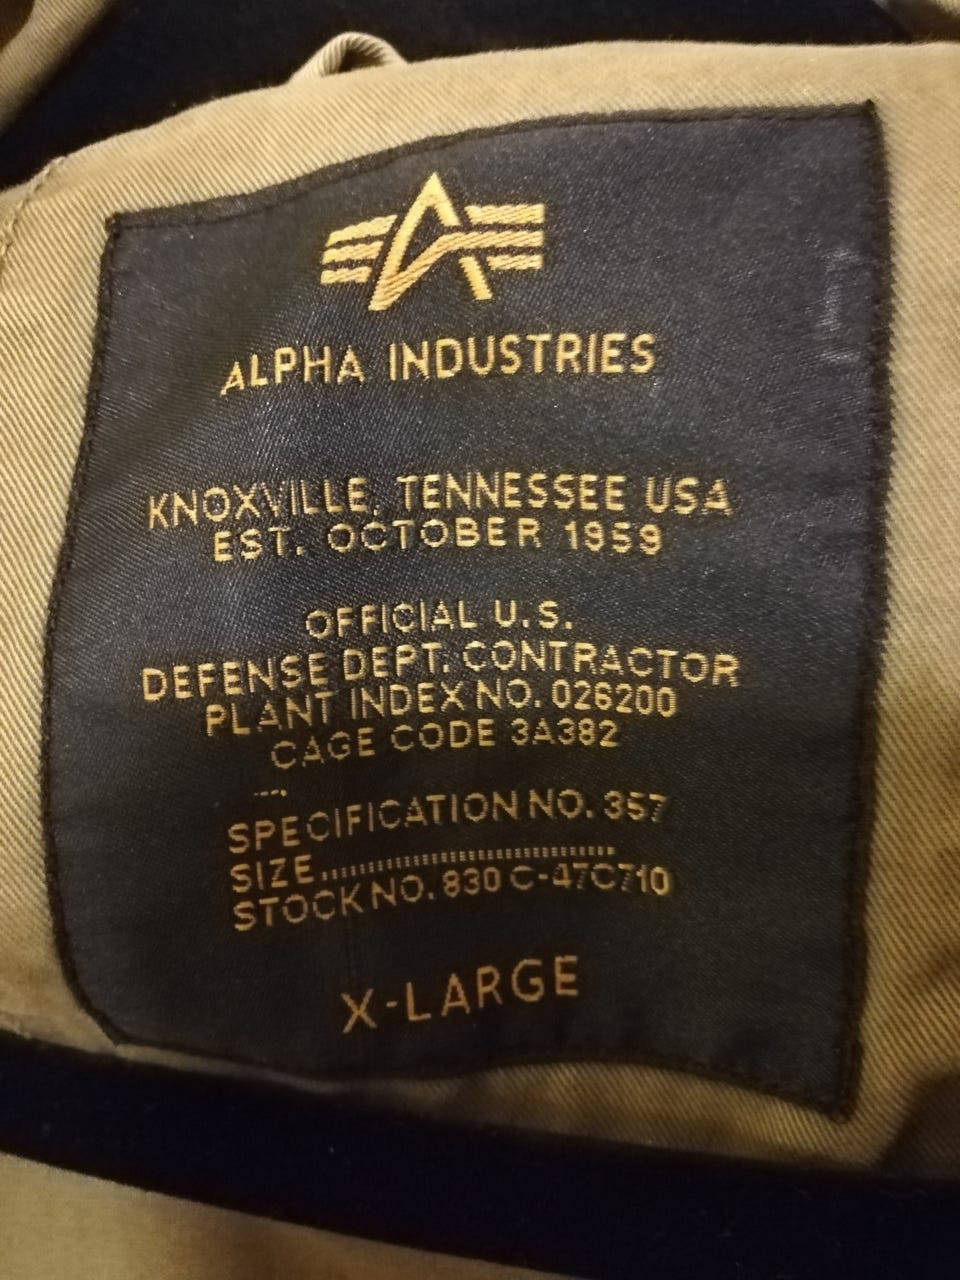 ALPHA INDUSTRIES
KNOXVILLE, TENNESSEE USA
EST. OCTOBER 1959
OFFICIAL U.S.
DEFENSE DEPT. CONTRACTOR
PLANT INDEX NO. 026200
CAGE CODE 3A382
SPECIFICATION NO. 357
SIZE................................
STOCK NO. 830 C-47C710
X-LARGE